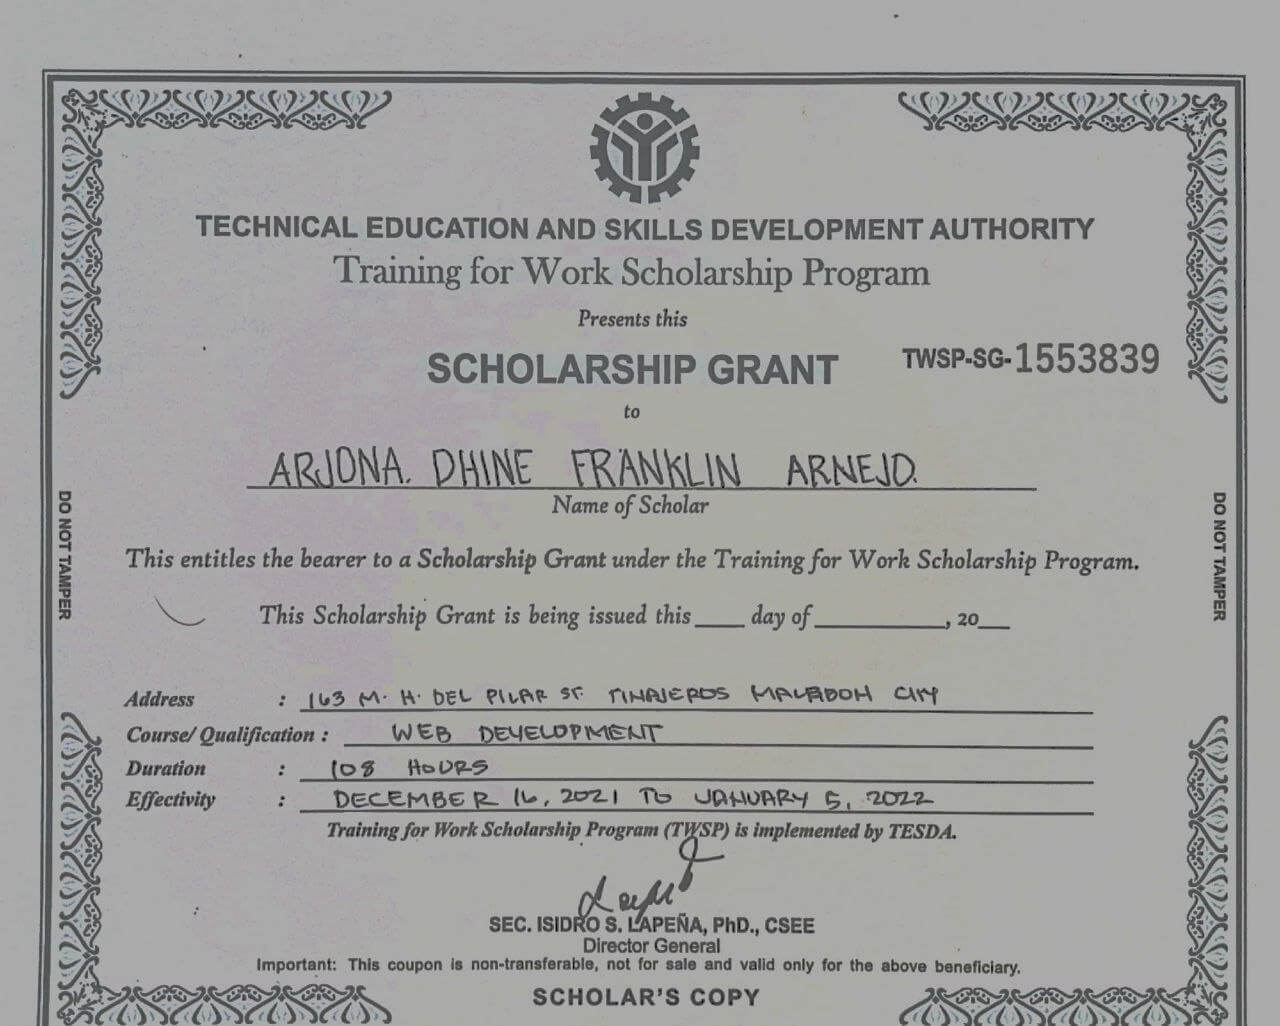 TECHNICAL EDUCATION AND SKILLS DEVELOPMENT AUTHORITY
Training for Work Scholarship Program
Presents this
SCHOLARSHIP GRANT
TWSP-SG-1553839
to
ARJONA. DHINE FRANKLIN ARNEJO.
Name of Scholar
DO NOT TAMPER
DO NOT TAMPER
This entitles the bearer to a Scholarship Grant under the Training for Work Scholarship Program.
This Scholarship Grant is being issued this ____ day of ____________, 20___
Address : 163 M. H. DEL PILAR ST. TINAJEROS MALABON CITY
Course/ Qualification : WEB DEVELOPMENT
Duration : 108 HOURS
Effectivity : DECEMBER 16, 2021 TO JANUARY 5, 2022
Training for Work Scholarship Program (TWSP) is implemented by TESDA.
SEC. ISIDRO S. LAPEÑA, PhD., CSEE
Director General
Important: This coupon is non-transferable, not for sale and valid only for the above beneficiary.
SCHOLAR'S COPY